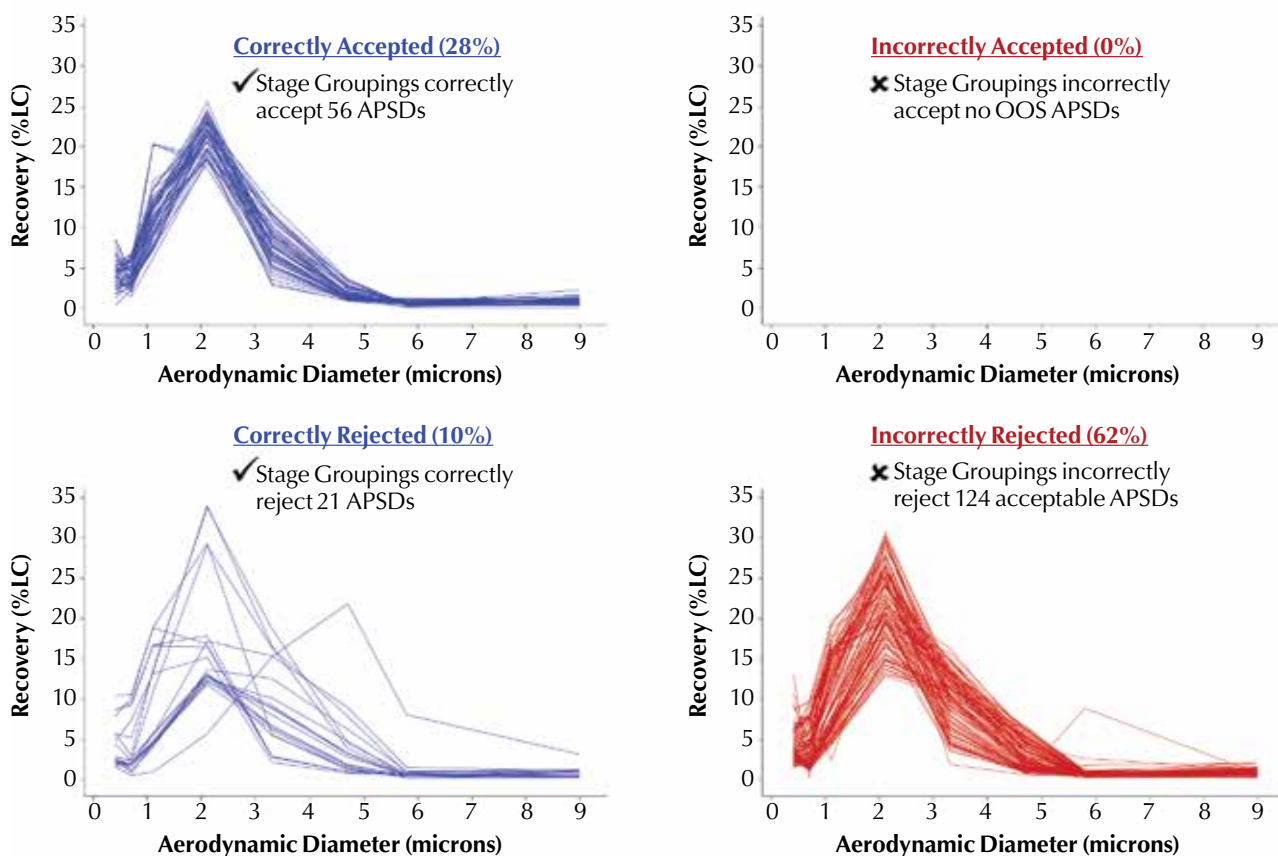 Correctly Accepted (28%)
✓ Stage Groupings correctly
accept 56 APSDs
Recovery (%LC)
35
30
25
20
15
10
5
0
0 1 2 3 4 5 6 7 8 9
Aerodynamic Diameter (microns)
Incorrectly Accepted (0%)
✘ Stage Groupings incorrectly
accept no OOS APSDs
Recovery (%LC)
35
30
25
20
15
10
5
0
0 1 2 3 4 5 6 7 8 9
Aerodynamic Diameter (microns)
Correctly Rejected (10%)
✓ Stage Groupings correctly
reject 21 APSDs
Recovery (%LC)
35
30
25
20
15
10
5
0
0 1 2 3 4 5 6 7 8 9
Aerodynamic Diameter (microns)
Incorrectly Rejected (62%)
✘ Stage Groupings incorrectly
reject 124 acceptable APSDs
Recovery (%LC)
35
30
25
20
15
10
5
0
0 1 2 3 4 5 6 7 8 9
Aerodynamic Diameter (microns)